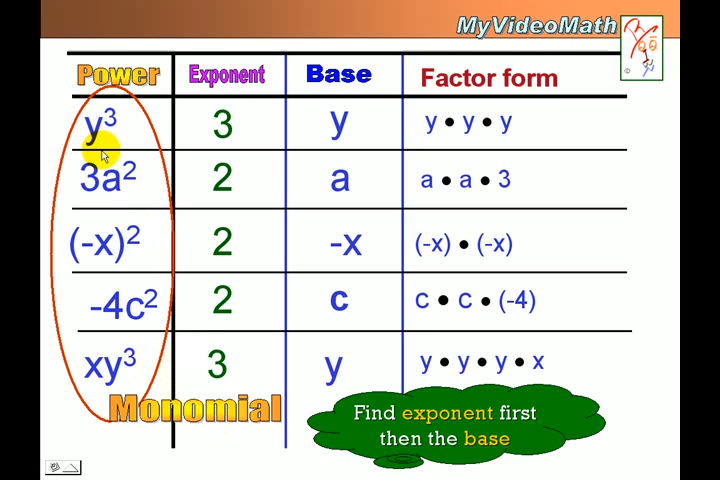 MyVideoMath
Power Exponent Base Factor form
y³ 3 y y • y • y
3a² 2 a a • a • 3
(-x)² 2 -x (-x) • (-x)
-4c² 2 c c • c • (-4)
xy³ 3 y y • y • y • x
Monomial
Find exponent first
then the base